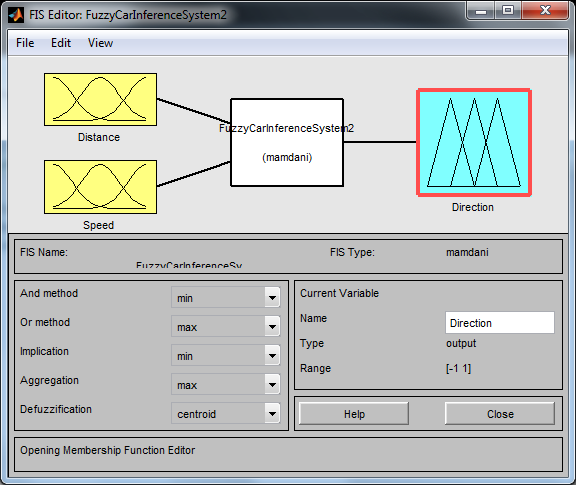 FIS Editor: FuzzyCarInferenceSystem2
File Edit View
Distance
Speed
FuzzyCarInferenceSystem2
(mamdani)
Direction
FIS Name:
FuzzyCarInferenceSy
FIS Type:
mamdani
And method
min
Or method
max
Implication
min
Aggregation
max
Defuzzification
centroid
Current Variable
Name
Direction
Type
output
Range
[-1 1]
Help
Close
Opening Membership Function Editor